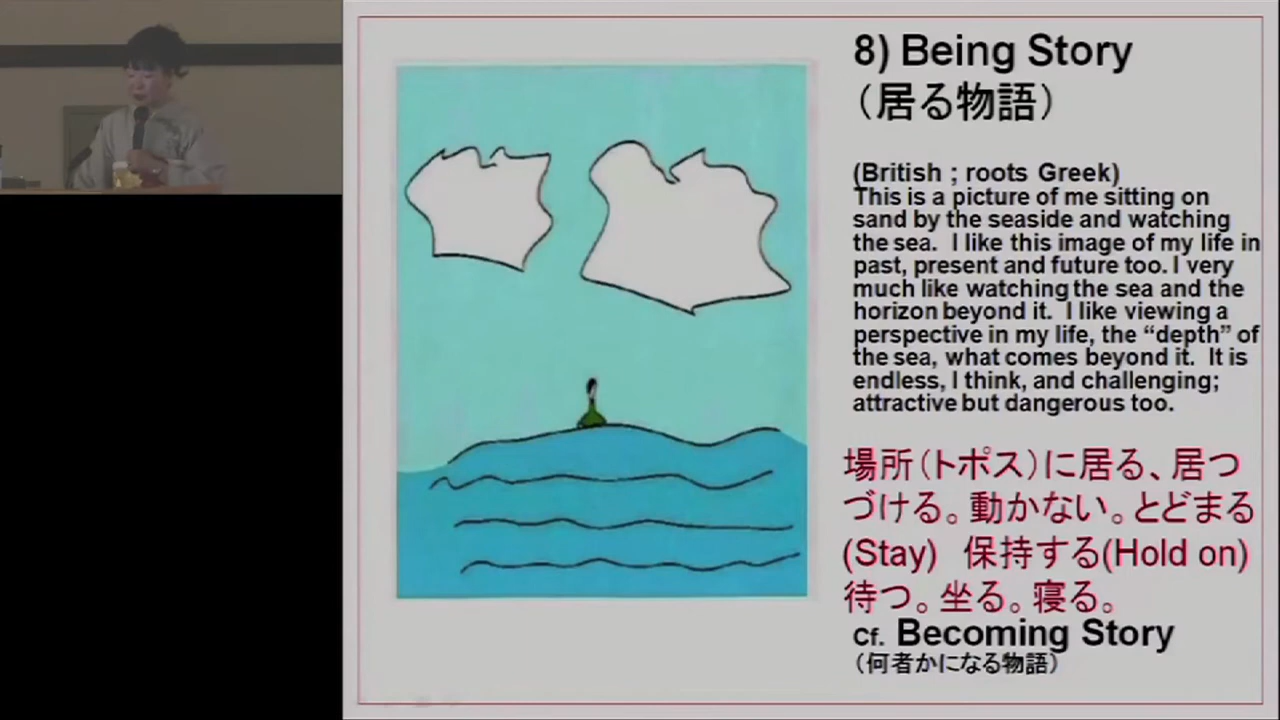 8) Being Story
（居る物語）
(British ; roots Greek)
This is a picture of me sitting on
sand by the seaside and watching
the sea.  I like this image of my life in
past, present and future too. I very
much like watching the sea and the
horizon beyond it.  I like viewing a
perspective in my life, the “depth” of
the sea, what comes beyond it.  It is
endless, I think, and challenging;
attractive but dangerous too.
場所（トポス）に居る、居つ
づける。動かない。とどまる
(Stay)　保持する(Hold on)
待つ。坐る。寝る。
Cf. Becoming Story
（何者かになる物語）